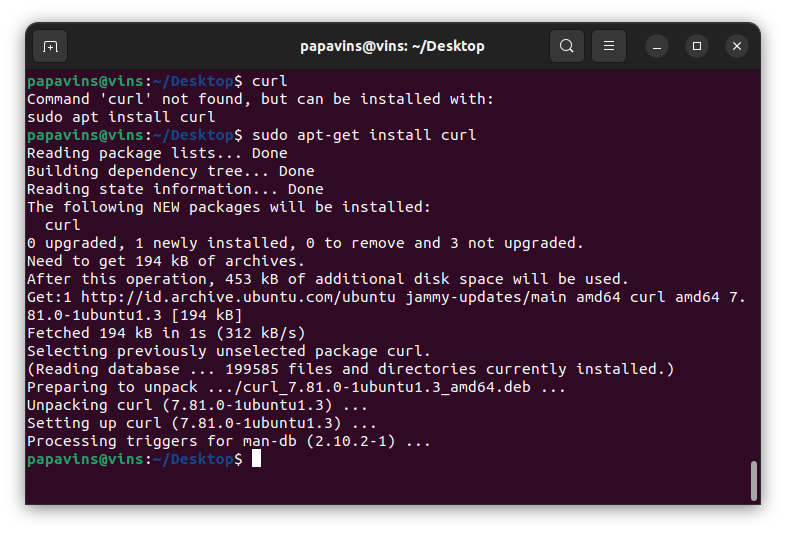 papavins@vins: ~/Desktop
papavins@vins:~/Desktop$ curl
Command 'curl' not found, but can be installed with:
sudo apt install curl
papavins@vins:~/Desktop$ sudo apt-get install curl
Reading package lists... Done
Building dependency tree... Done
Reading state information... Done
The following NEW packages will be installed:
  curl
0 upgraded, 1 newly installed, 0 to remove and 3 not upgraded.
Need to get 194 kB of archives.
After this operation, 453 kB of additional disk space will be used.
Get:1 http://id.archive.ubuntu.com/ubuntu jammy-updates/main amd64 curl amd64 7.
81.0-1ubuntu1.3 [194 kB]
Fetched 194 kB in 1s (312 kB/s)
Selecting previously unselected package curl.
(Reading database ... 199585 files and directories currently installed.)
Preparing to unpack .../curl_7.81.0-1ubuntu1.3_amd64.deb ...
Unpacking curl (7.81.0-1ubuntu1.3) ...
Setting up curl (7.81.0-1ubuntu1.3) ...
Processing triggers for man-db (2.10.2-1) ...
papavins@vins:~/Desktop$